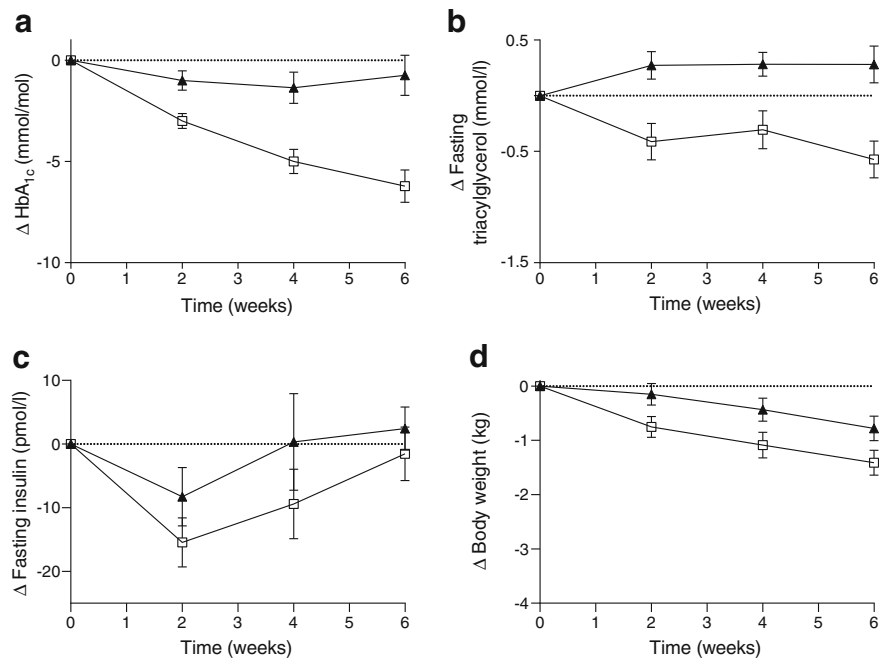 a
0
-5
-10
Δ HbA1c (mmol/mol)
0 1 2 3 4 5 6
Time (weeks)
b
0.5
0
-0.5
-1.5
Δ Fasting
triacylglycerol (mmol/l)
0 1 2 3 4 5 6
Time (weeks)
c
10
0
-10
-20
Δ Fasting insulin (pmol/l)
0 1 2 3 4 5 6
Time (weeks)
d
0
-1
-2
-3
-4
Δ Body weight (kg)
0 1 2 3 4 5 6
Time (weeks)